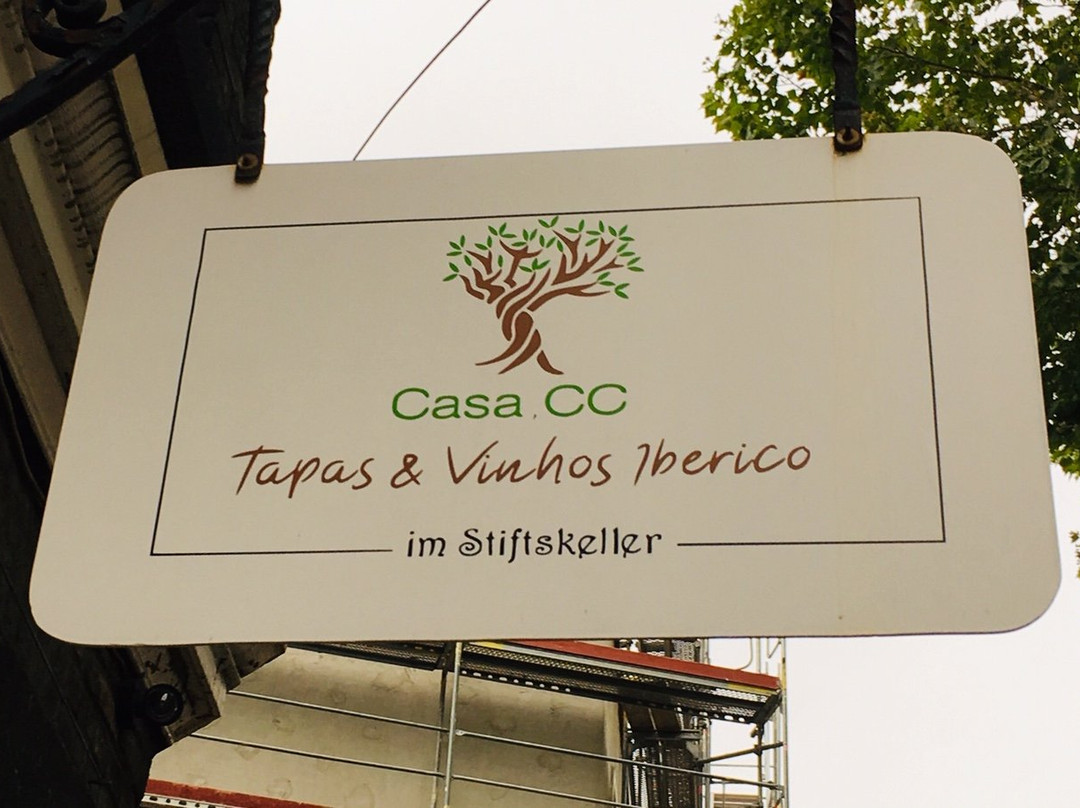 Casa.CC
Tapas & Vinhos Iberico
im Stiftskeller